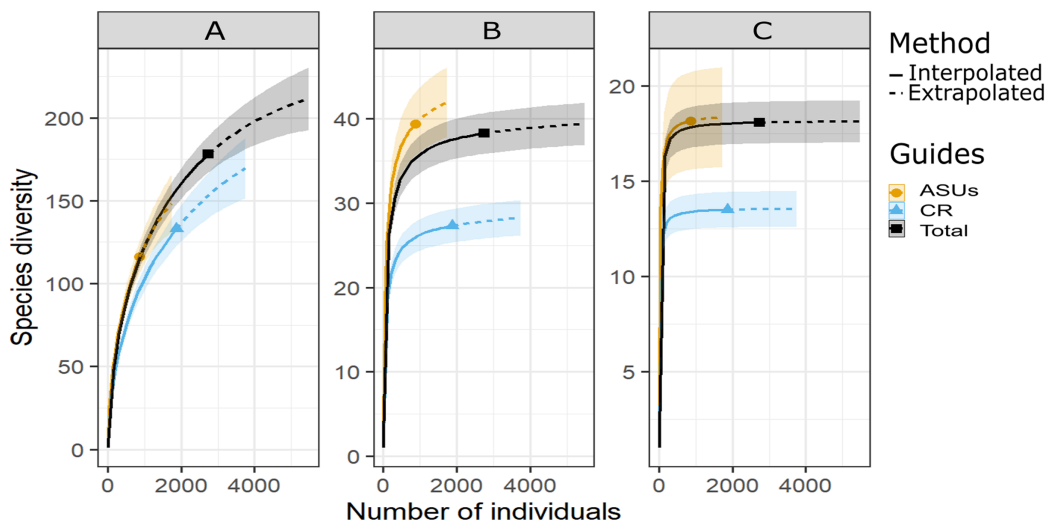 A
B
C
Species diversity
200
150
100
50
0
40
30
20
10
0
20
15
10
5
0 2000 4000
0 2000 4000
0 2000 4000
Number of individuals
Method
Interpolated
Extrapolated
Guides
ASUs
CR
Total